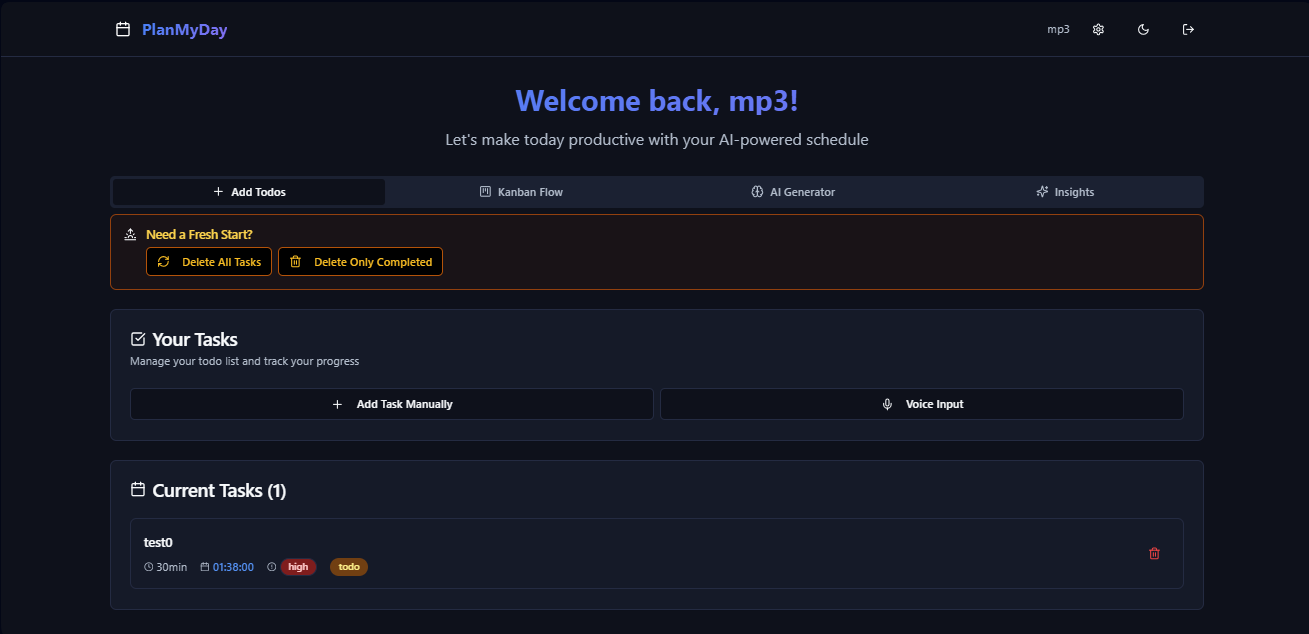 PlanMyDay
mp3
Welcome back, mp3!
Let's make today productive with your AI-powered schedule
Add Todos
Kanban Flow
AI Generator
Insights
Need a Fresh Start?
Delete All Tasks
Delete Only Completed
Your Tasks
Manage your todo list and track your progress
Add Task Manually
Voice Input
Current Tasks (1)
test0
30min 01:38:00 high todo